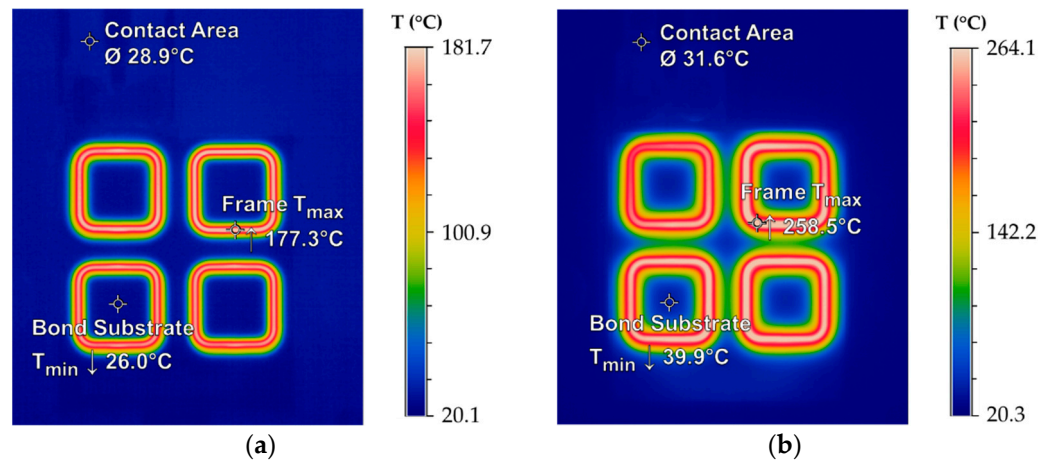 Contact Area
Ø 28.9°C
Frame Tmax
↑ 177.3°C
Bond Substrate
Tmin ↓ 26.0°C
T (°C)
181.7
100.9
20.1
(a)
Contact Area
Ø 31.6°C
Frame Tmax
↑ 258.5°C
Bond Substrate
Tmin ↓ 39.9°C
T (°C)
264.1
142.2
20.3
(b)